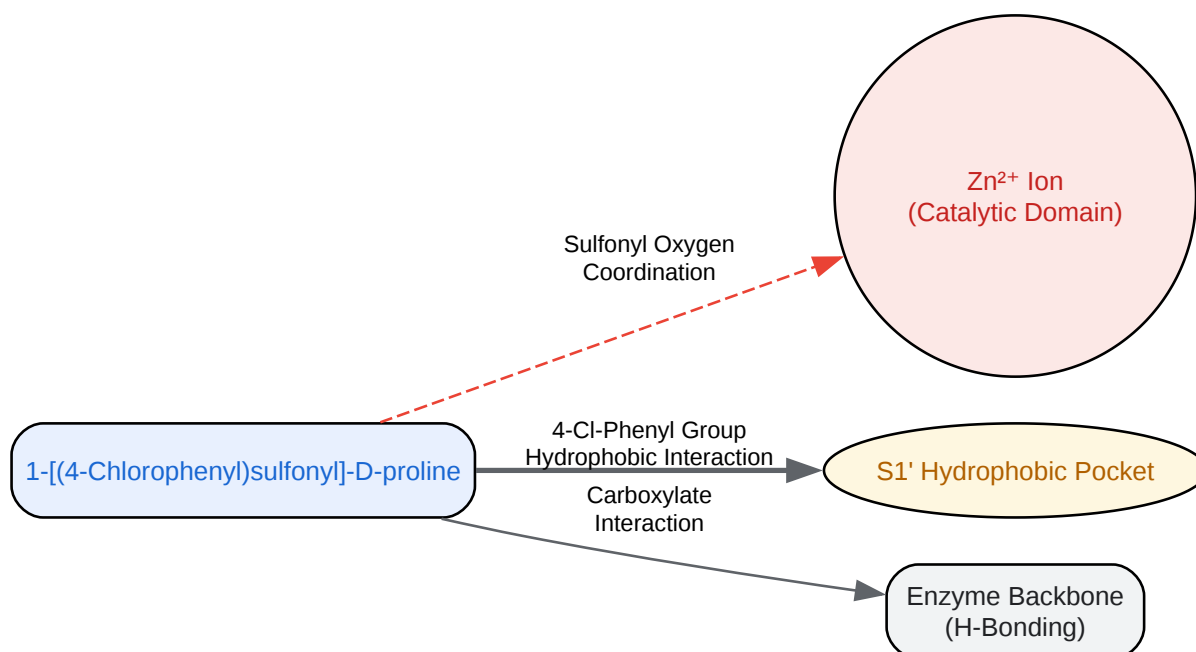 Zn²⁺ Ion
(Catalytic Domain)
Sulfonyl Oxygen
Coordination
1-[(4-Chlorophenyl)sulfonyl]-D-proline
4-Cl-Phenyl Group
Hydrophobic Interaction
S1' Hydrophobic Pocket
Carboxylate
Interaction
Enzyme Backbone
(H-Bonding)